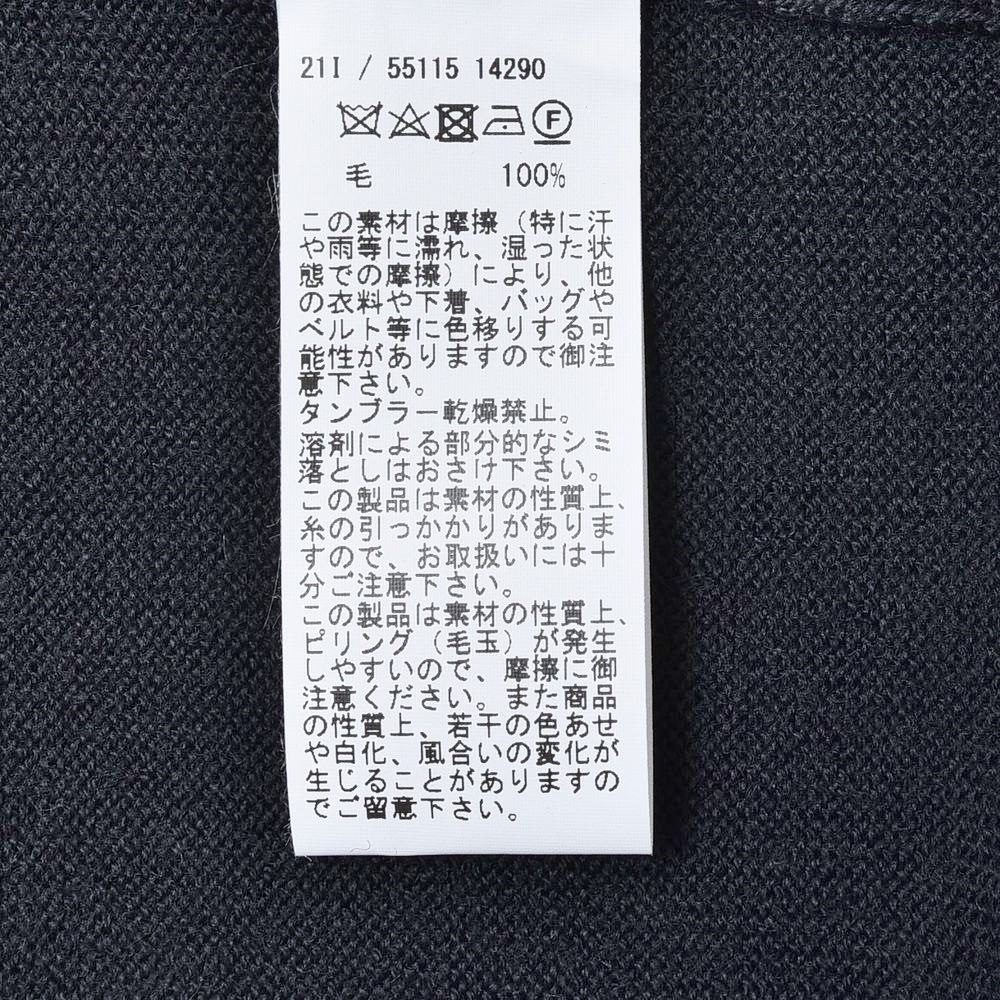 21I / 55115 14290
F
毛 100%
この素材は摩擦（特に汗
や雨等に濡れ、湿った状
態での摩擦）により、他
の衣料や下着、バッグや
ベルト等に色移りする可
能性がありますので御注
意下さい。
タンブラー乾燥禁止。
溶剤による部分的なシミ
落としはおさけ下さい。
この製品は素材の性質上、
糸の引っかかりがありま
すので、お取扱いには十
分ご注意下さい。
この製品は素材の性質上、
ピリング（毛玉）が発生
しやすいので、摩擦に御
注意ください。また商品
の性質上、若干の色あせ
や白化、風合いの変化が
生じることがありますの
でご留意下さい。